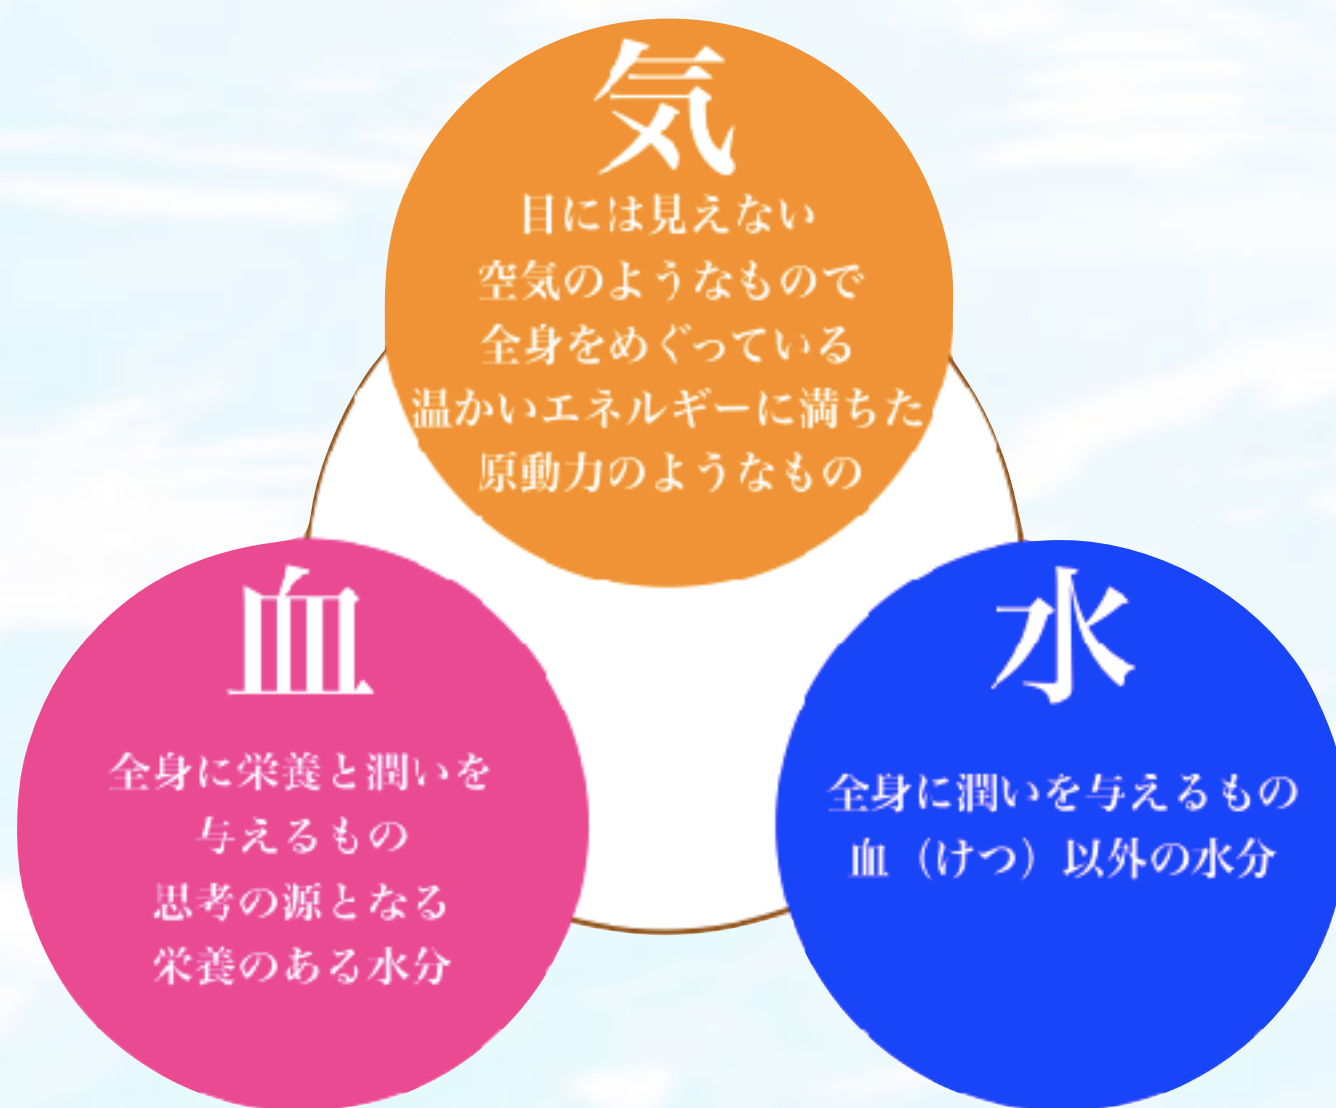 気
目には見えない
空気のようなもので
全身をめぐっている
温かいエネルギーに満ちた
原動力のようなもの
血
全身に栄養と潤いを
与えるもの
思考の源となる
栄養のある水分
水
全身に潤いを与えるもの
血（けつ）以外の水分